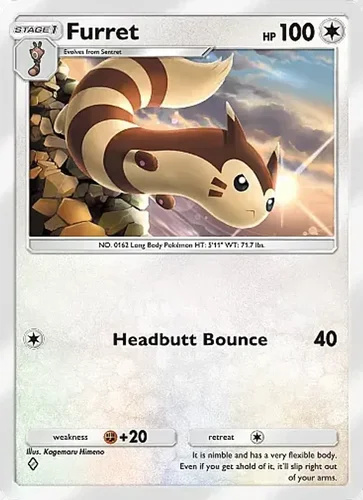 STAGE 1
Furret
HP 100
Evolves from Sentret
NO. 0162 Long Body Pokémon HT: 5'11" WT: 71.7 lbs.
Headbutt Bounce 40
weakness +20 retreat
Illus. Kagemaru Himeno
It is nimble and has a very flexible body.
Even if you get ahold of it, it'll slip right out
of your arms.